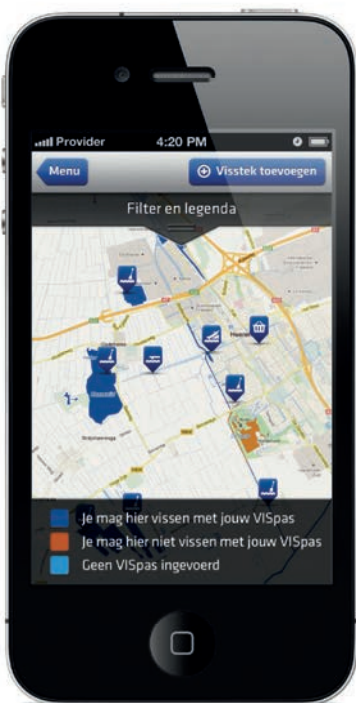 Provider 4:20 PM
Menu Visstek toevoegen
Filter en legenda
Je mag hier vissen met jouw VISpas
Je mag hier niet vissen met jouw VISpas
Geen VISpas ingevoerd